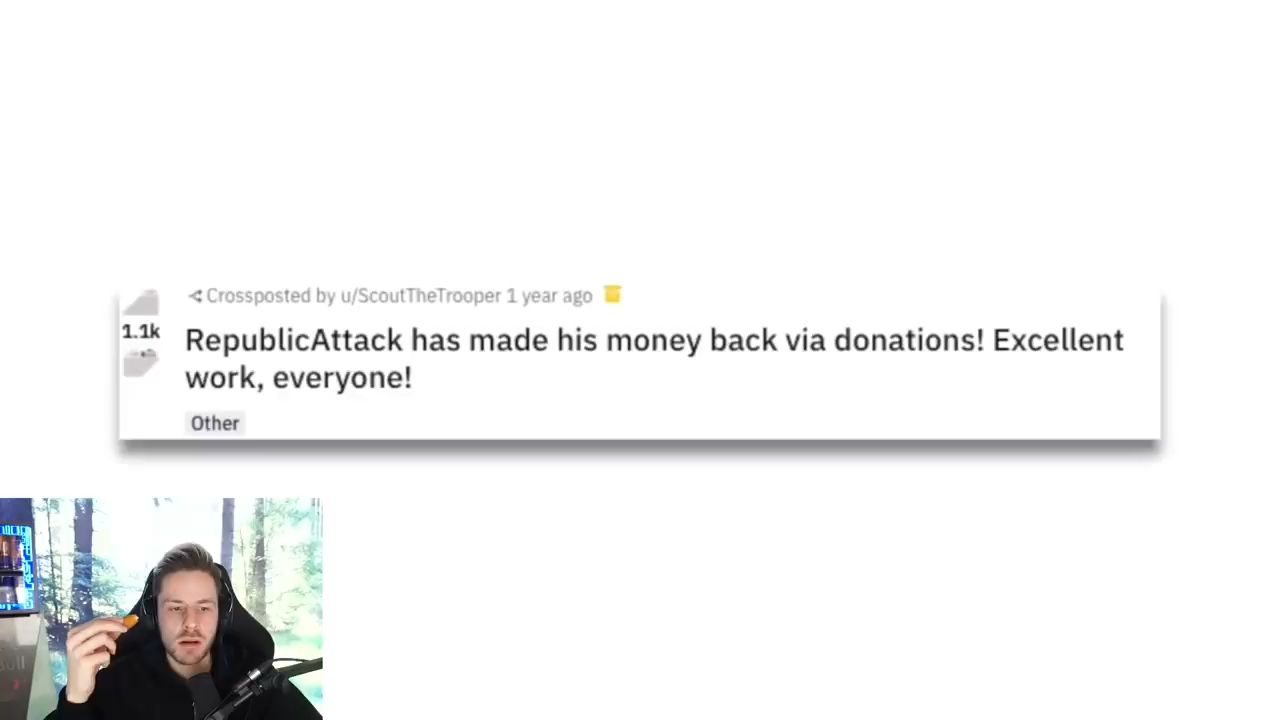 Crossposted by u/ScoutTheTrooper 1 year ago
1.1k
RepublicAttack has made his money back via donations! Excellent
work, everyone!
Other